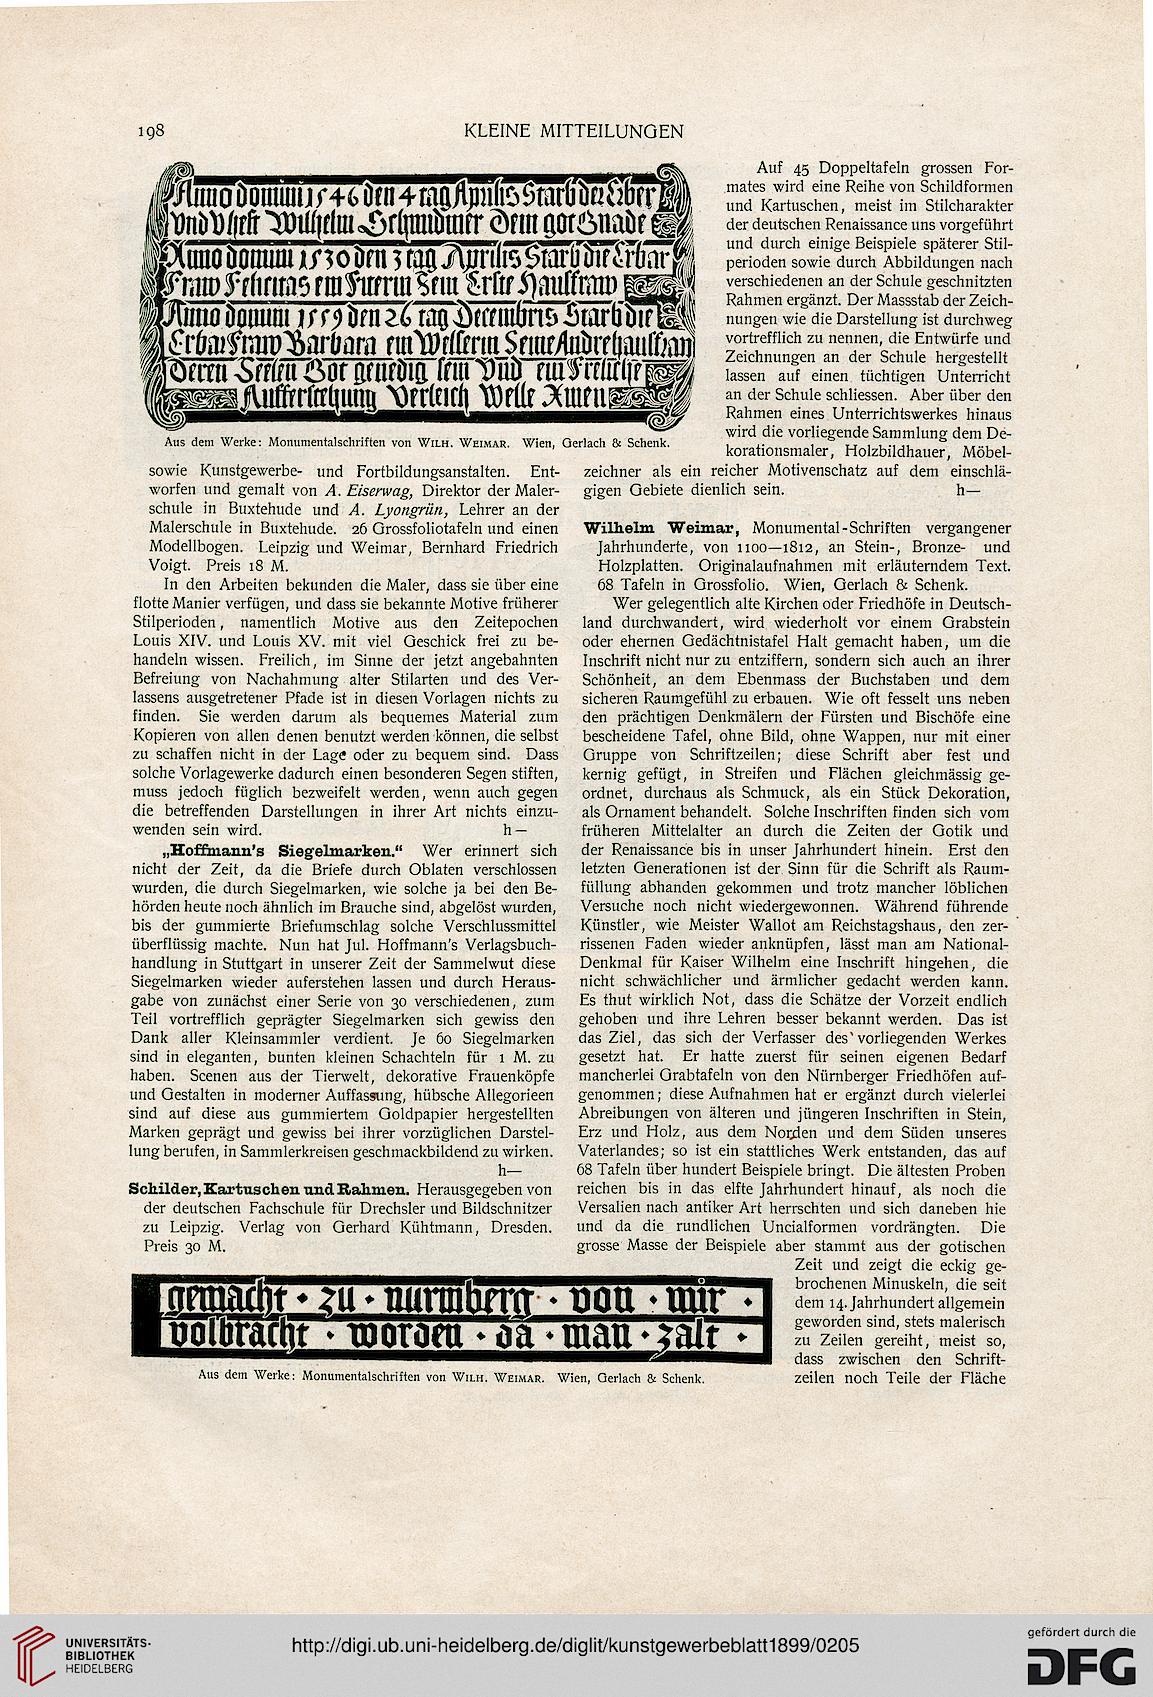 198
KLEINE MITTEILUNGEN
Anno domini 1546 den 4 tag Aprilis Starb der Erber
Vnd Vhest Wilhelm Schmidmer Dem got Gnade
Anno domini 1530 den 3 tag Aprilis Starb die Erbar
Fraw Felicitas ein Futerin Sein Erste Hausfraw
Anno domini 1559 den 26 tag Decembris Starb die
Erbar Fraw Barbara ein Welserin Seine Andre hausfraw
Deren Seelen Got genedig sein Vnd ein Freliche
Aufferstehung Verleich Welle Amen
Aus dem Werke: Monumentalschriften von WILH. WEIMAR. Wien, Gerlach & Schenk.
sowie Kunstgewerbe- und Fortbildungsanstalten. Ent-
worfen und gemalt von A. Eiserwag, Direktor der Maler-
schule in Buxtehude und A. Lyongrün, Lehrer an der
Malerschule in Buxtehude. 26 Grossfoliotafeln und einen
Modellbogen. Leipzig und Weimar, Bernhard Friedrich
Voigt. Preis 18 M.
In den Arbeiten bekunden die Maler, dass sie über eine
flotte Manier verfügen, und dass sie bekannte Motive früherer
Stilperioden, namentlich Motive aus den Zeitepochen
Louis XIV. und Louis XV. mit viel Geschick frei zu be-
handeln wissen. Freilich, im Sinne der jetzt angebahnten
Befreiung von Nachahmung alter Stilarten und des Ver-
lassens ausgetretener Pfade ist in diesen Vorlagen nichts zu
finden. Sie werden darum als bequemes Material zum
Kopieren von allen denen benutzt werden können, die selbst
zu schaffen nicht in der Lage oder zu bequem sind. Dass
solche Vorlagewerke dadurch einen besonderen Segen stiften,
muss jedoch füglich bezweifelt werden, wenn auch gegen
die betreffenden Darstellungen in ihrer Art nichts einzu-
wenden sein wird. h—
„Hoffmann's Siegelmarken.“ Wer erinnert sich
nicht der Zeit, da die Briefe durch Oblaten verschlossen
wurden, die durch Siegelmarken, wie solche ja bei den Be-
hörden heute noch ähnlich im Brauche sind, abgelöst wurden,
bis der gummierte Briefumschlag solche Verschlussmittel
überflüssig machte. Nun hat Jul. Hoffmann's Verlagsbuch-
handlung in Stuttgart in unserer Zeit der Sammelwut diese
Siegelmarken wieder auferstehen lassen und durch Heraus-
gabe von zunächst einer Serie von 30 verschiedenen, zum
Teil vortrefflich geprägter Siegelmarken sich gewiss den
Dank aller Kleinsammler verdient. Je 60 Siegelmarken
sind in eleganten, bunten kleinen Schachteln für 1 M. zu
haben. Scenen aus der Tierwelt, dekorative Frauenköpfe
und Gestalten in moderner Auffassung, hübsche Allegorieen
sind auf diese aus gummiertem Goldpapier hergestellten
Marken geprägt und gewiss bei ihrer vorzüglichen Darstel-
lung berufen, in Sammlerkreisen geschmackbildend zu wirken.
h—
Schilder, Kartuschen und Rahmen. Herausgegeben von
der deutschen Fachschule für Drechsler und Bildschnitzer
zu Leipzig. Verlag von Gerhard Kühtmann, Dresden.
Preis 30 M.
Auf 45 Doppeltafeln grossen For-
mates wird eine Reihe von Schildformen
und Kartuschen, meist im Stilcharakter
der deutschen Renaissance uns vorgeführt
und durch einige Beispiele späterer Stil-
perioden sowie durch Abbildungen nach
verschiedenen an der Schule geschnitzten
Rahmen ergänzt. Der Massstab der Zeich-
nungen wie die Darstellung ist durchweg
vortrefflich zu nennen, die Entwürfe und
Zeichnungen an der Schule hergestellt
lassen auf einen tüchtigen Unterricht
an der Schule schliessen. Aber über den
Rahmen eines Unterrichtswerkes hinaus
wird die vorliegende Sammlung dem De-
korationsmaler, Holzbildhauer, Möbel-
zeichner als ein reicher Motivenschatz auf dem einschlä-
gigen Gebiete dienlich sein. h—
Wilhelm Weimar, Monumental-Schriften vergangener
Jahrhunderte, von 1100—1812, an Stein-, Bronze- und
Holzplatten. Originalaufnahmen mit erläuterndem Text.
68 Tafeln in Grossfolio. Wien, Gerlach & Schenk.
Wer gelegentlich alte Kirchen oder Friedhöfe in Deutsch-
land durchwandert, wird wiederholt vor einem Grabstein
oder ehernen Gedächtnistafel Halt gemacht haben, um die
Inschrift nicht nur zu entziffern, sondern sich auch an ihrer
Schönheit, an dem Ebenmass der Buchstaben und dem
sicheren Raumgefühl zu erbauen. Wie oft fesselt uns neben
den prächtigen Denkmälern der Fürsten und Bischöfe eine
bescheidene Tafel, ohne Bild, ohne Wappen, nur mit einer
Gruppe von Schriftzeilen; diese Schrift aber fest und
kernig gefügt, in Streifen und Flächen gleichmässig ge-
ordnet, durchaus als Schmuck, als ein Stück Dekoration,
als Ornament behandelt. Solche Inschriften finden sich vom
früheren Mittelalter an durch die Zeiten der Gotik und
der Renaissance bis in unser Jahrhundert hinein. Erst den
letzten Generationen ist der Sinn für die Schrift als Raum-
füllung abhanden gekommen und trotz mancher löblichen
Versuche noch nicht wiedergewonnen. Während führende
Künstler, wie Meister Wallot am Reichstagshaus, den zer-
rissenen Faden wieder anknüpfen, lässt man am National-
Denkmal für Kaiser Wilhelm eine Inschrift hingehen, die
nicht schwächlicher und ärmlicher gedacht werden kann.
Es thut wirklich Not, dass die Schätze der Vorzeit endlich
gehoben und ihre Lehren besser bekannt werden. Das ist
das Ziel, das sich der Verfasser des vorliegenden Werkes
gesetzt hat. Er hatte zuerst für seinen eigenen Bedarf
mancherlei Grabtafeln von den Nürnberger Friedhöfen auf-
genommen; diese Aufnahmen hat er ergänzt durch vielerlei
Abreibungen von älteren und jüngeren Inschriften in Stein,
Erz und Holz, aus dem Norden und dem Süden unseres
Vaterlandes; so ist ein stattliches Werk entstanden, das auf
68 Tafeln über hundert Beispiele bringt. Die ältesten Proben
reichen bis in das elfte Jahrhundert hinauf, als noch die
Versalien nach antiker Art herrschten und sich daneben hie
und da die rundlichen Uncialformen vordrängten. Die
grosse Masse der Beispiele aber stammt aus der gotischen
Zeit und zeigt die eckig ge-
brochenen Minuskeln, die seit
dem 14. Jahrhundert allgemein
geworden sind, stets malerisch
zu Zeilen gereiht, meist so,
dass zwischen den Schrift-
zeilen noch Teile der Fläche
gemacht · zu · nurmberg · von · mir ·
volbracht · worden · da · man · zalt ·
Aus dem Werke: Monumentalschriften von WILH. WEIMAR. Wien, Gerlach & Schenk.
UNIVERSITÄTS-
BIBLIOTHEK
HEIDELBERG
http://digi.ub.uni-heidelberg.de/diglit/kunstgewerbeblatt1899/0205
gefördert durch die
DFG